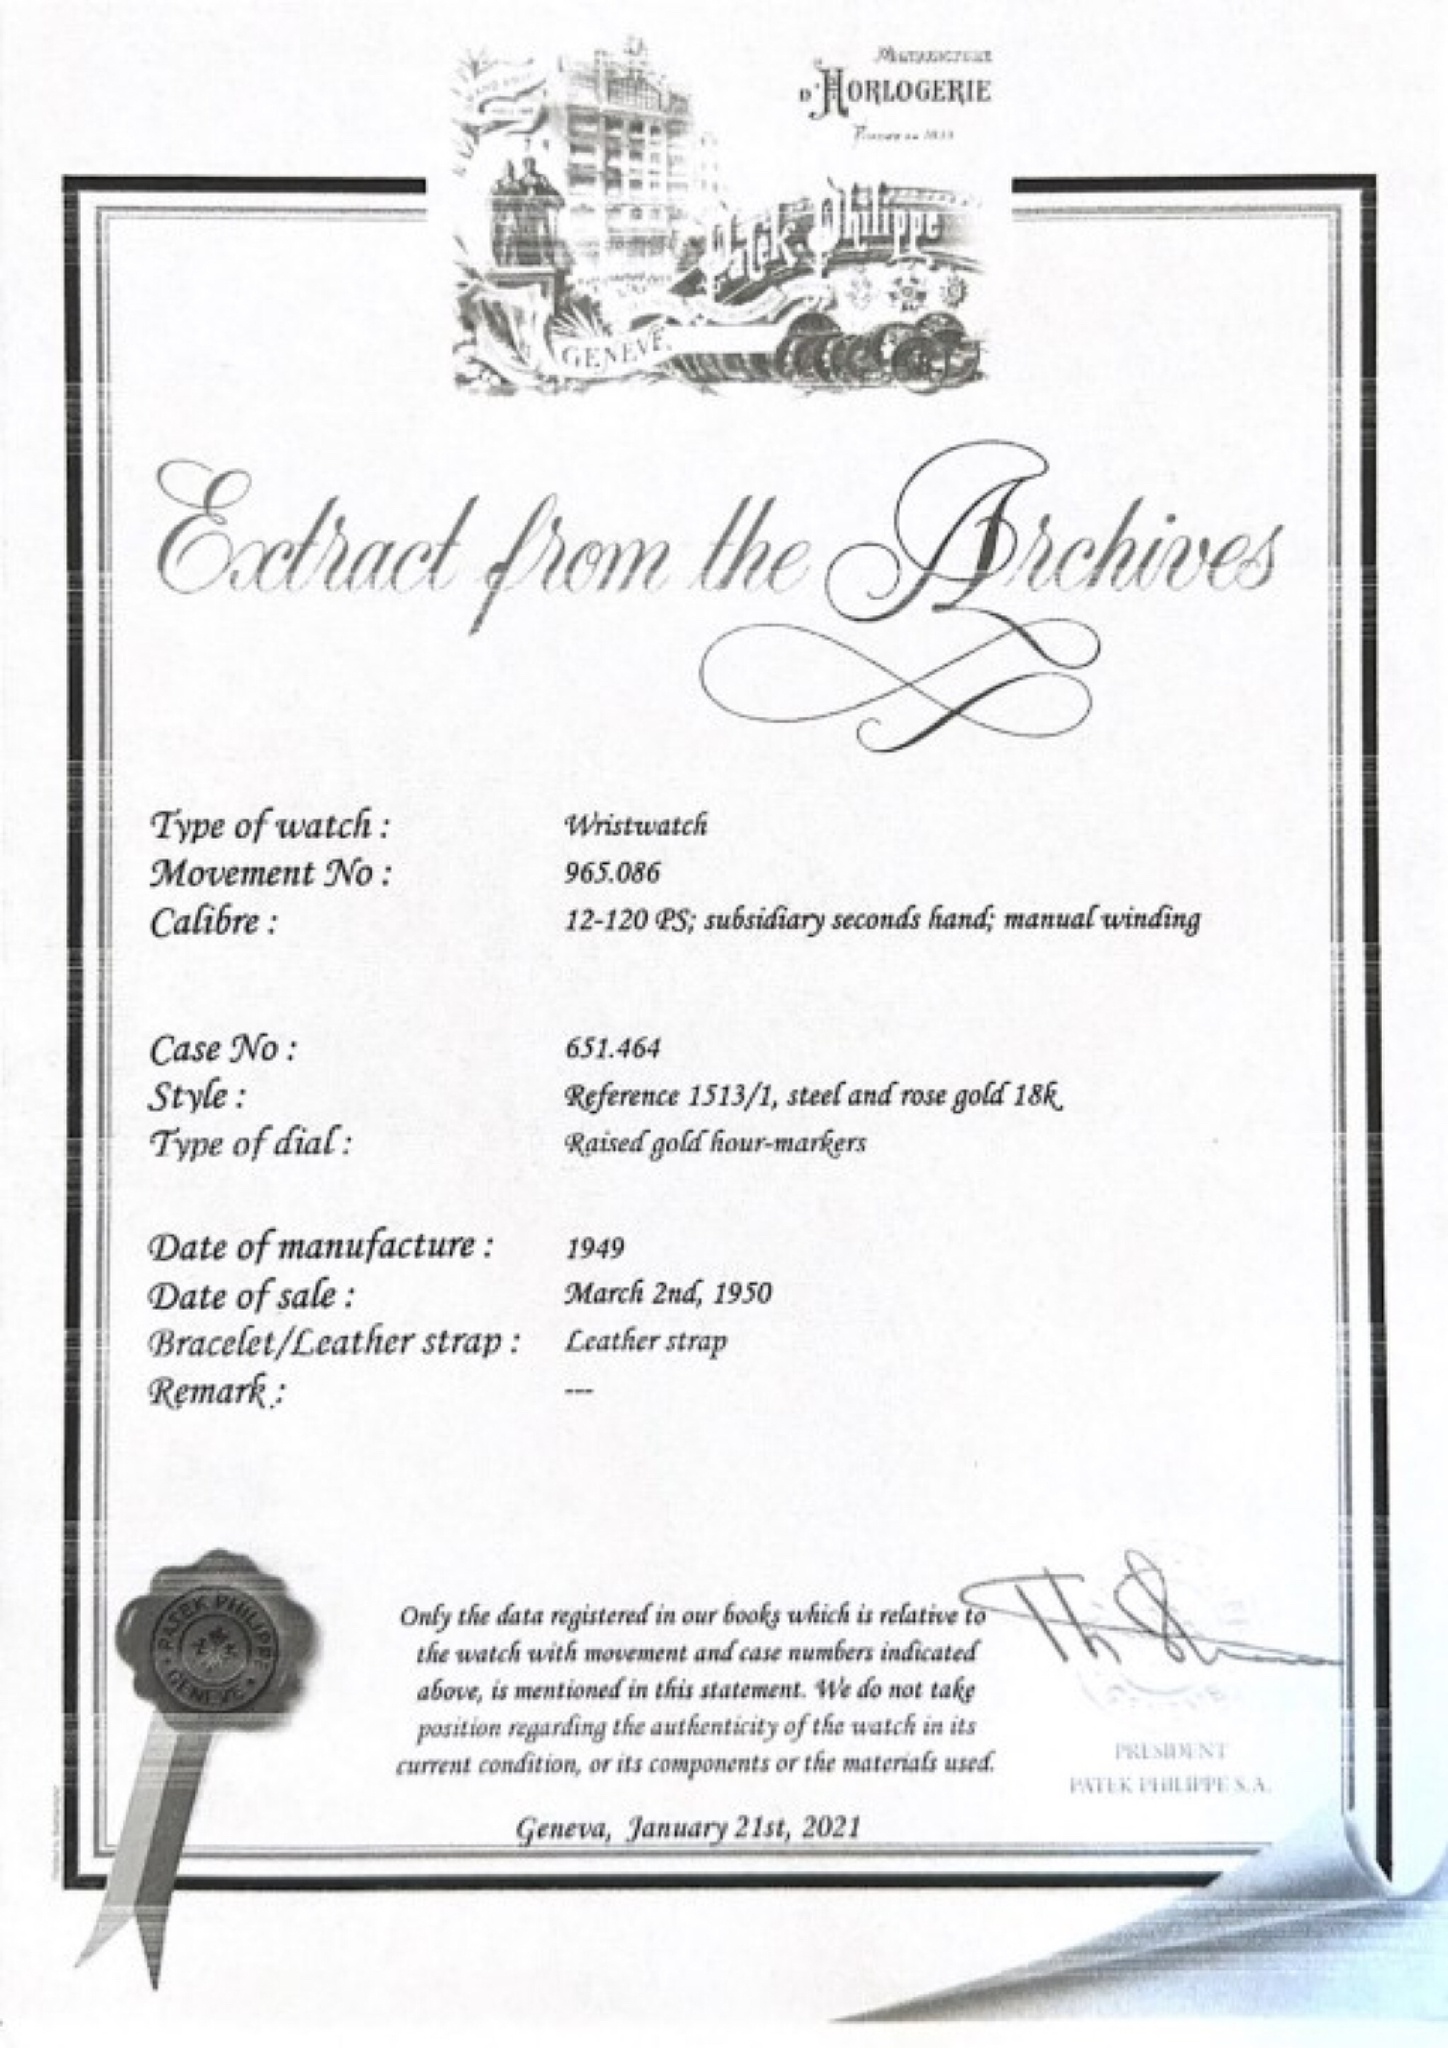 MANUFACTURE
D'HORLOGERIE
Patek, Philippe
GENÈVE
Extract from the Archives
Type of watch : Wristwatch
Movement No : 965.086
Calibre : 12-120 PS; subsidiary seconds hand; manual winding
Case No : 651.464
Style : Reference 1513/1, steel and rose gold 18k
Type of dial : Raised gold hour-markers
Date of manufacture : 1949
Date of sale : March 2nd, 1950
Bracelet/Leather strap : Leather strap
Remark : ---
PATEK PHILIPPE
GENEVE
Only the data registered in our books which is relative to
the watch with movement and case numbers indicated
above, is mentioned in this statement. We do not take
position regarding the authenticity of the watch in its
current condition, or its components or the materials used.
PRESIDENT
PATEK PHILIPPE S.A.
Geneva, January 21st, 2021